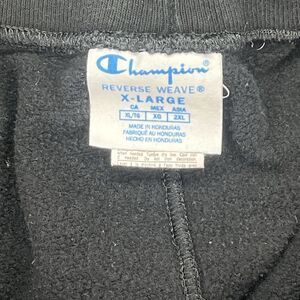 Champion
REVERSE WEAVE®
X-LARGE
CA MEX ASIA
XL/TG XG 2XL
MADE IN HONDURAS
FABRIQUÉ AU HONDURAS
HECHO EN HONDURAS